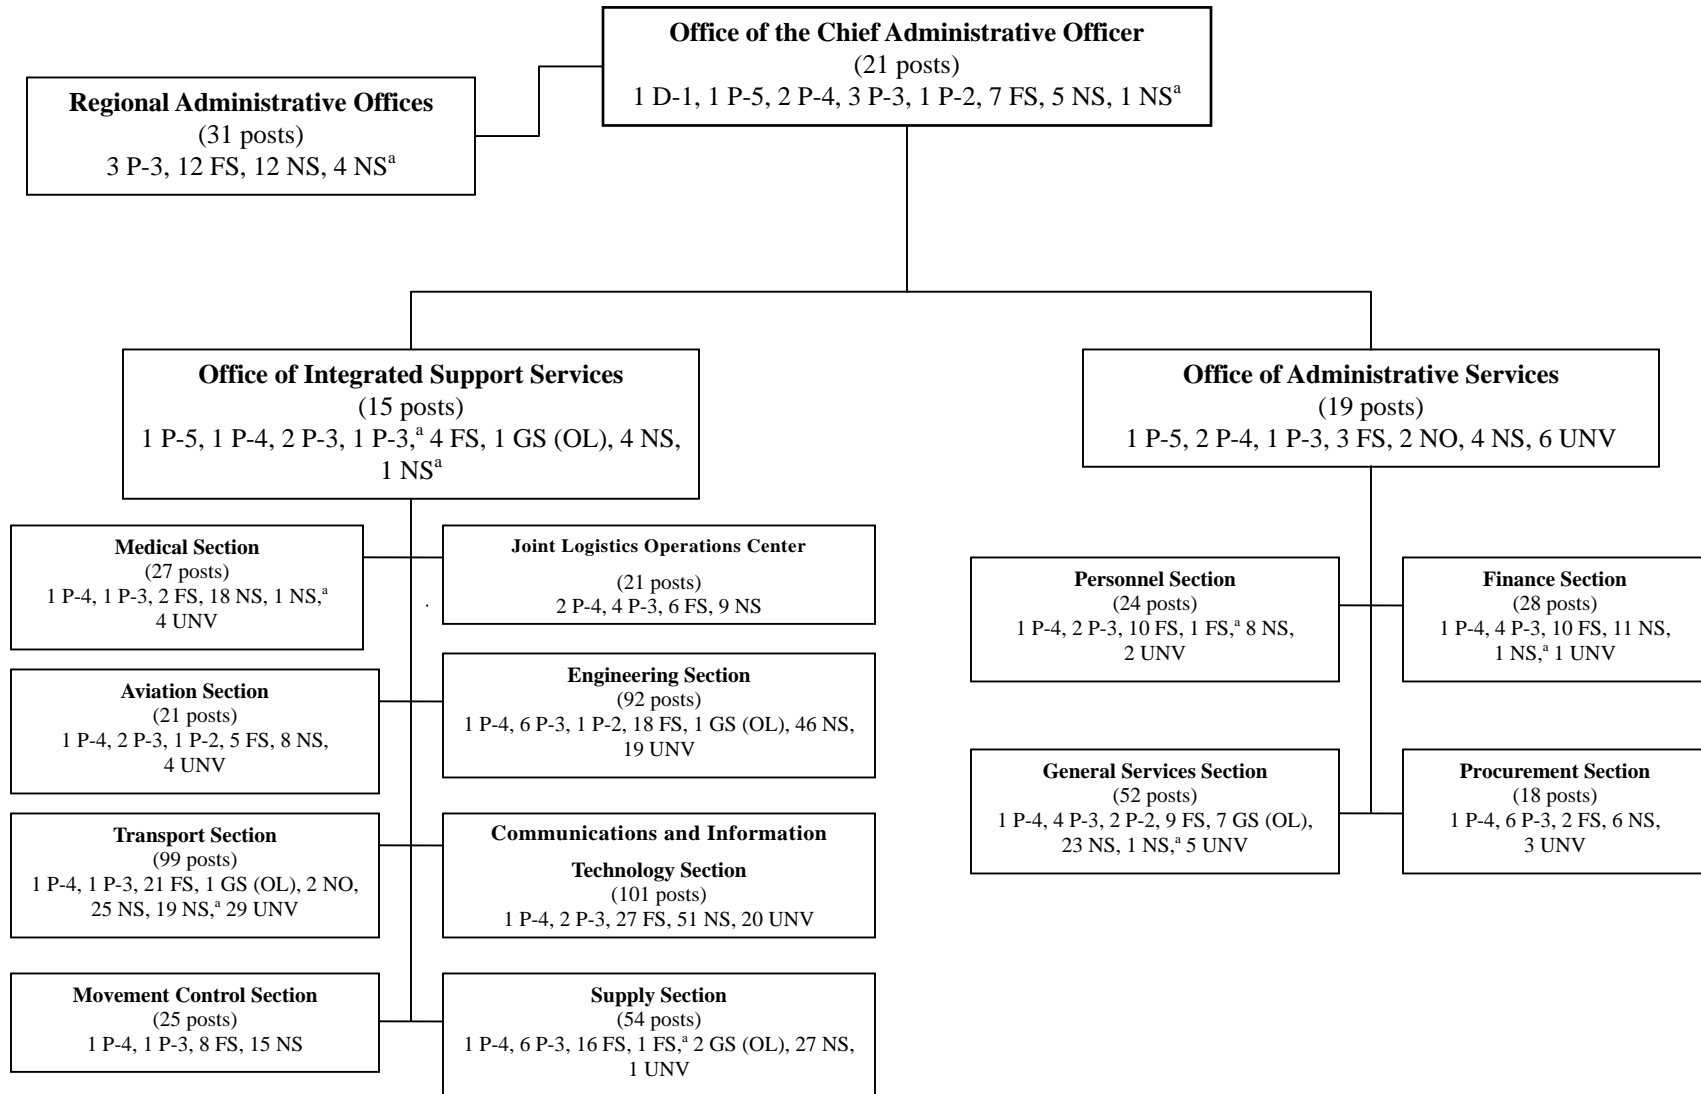 Office of the Chief Administrative Officer
(21 posts)
1 D-1, 1 P-5, 2 P-4, 3 P-3, 1 P-2, 7 FS, 5 NS, 1 NSᵃ
Regional Administrative Offices
(31 posts)
3 P-3, 12 FS, 12 NS, 4 NSᵃ
Office of Integrated Support Services
(15 posts)
1 P-5, 1 P-4, 2 P-3, 1 P-3,ᵃ 4 FS, 1 GS (OL), 4 NS,
1 NSᵃ
Office of Administrative Services
(19 posts)
1 P-5, 2 P-4, 1 P-3, 3 FS, 2 NO, 4 NS, 6 UNV
Medical Section
(27 posts)
1 P-4, 1 P-3, 2 FS, 18 NS, 1 NS,ᵃ
4 UNV
Joint Logistics Operations Center
(21 posts)
2 P-4, 4 P-3, 6 FS, 9 NS
Aviation Section
(21 posts)
1 P-4, 2 P-3, 1 P-2, 5 FS, 8 NS,
4 UNV
Engineering Section
(92 posts)
1 P-4, 6 P-3, 1 P-2, 18 FS, 1 GS (OL), 46 NS,
19 UNV
Transport Section
(99 posts)
1 P-4, 1 P-3, 21 FS, 1 GS (OL), 2 NO,
25 NS, 19 NS,ᵃ 29 UNV
Communications and Information
Technology Section
(101 posts)
1 P-4, 2 P-3, 27 FS, 51 NS, 20 UNV
Movement Control Section
(25 posts)
1 P-4, 1 P-3, 8 FS, 15 NS
Supply Section
(54 posts)
1 P-4, 6 P-3, 16 FS, 1 FS,ᵃ 2 GS (OL), 27 NS,
1 UNV
Personnel Section
(24 posts)
1 P-4, 2 P-3, 10 FS, 1 FS,ᵃ 8 NS,
2 UNV
Finance Section
(28 posts)
1 P-4, 4 P-3, 10 FS, 11 NS,
1 NS,ᵃ 1 UNV
General Services Section
(52 posts)
1 P-4, 4 P-3, 2 P-2, 9 FS, 7 GS (OL),
23 NS, 1 NS,ᵃ 5 UNV
Procurement Section
(18 posts)
1 P-4, 6 P-3, 2 FS, 6 NS,
3 UNV